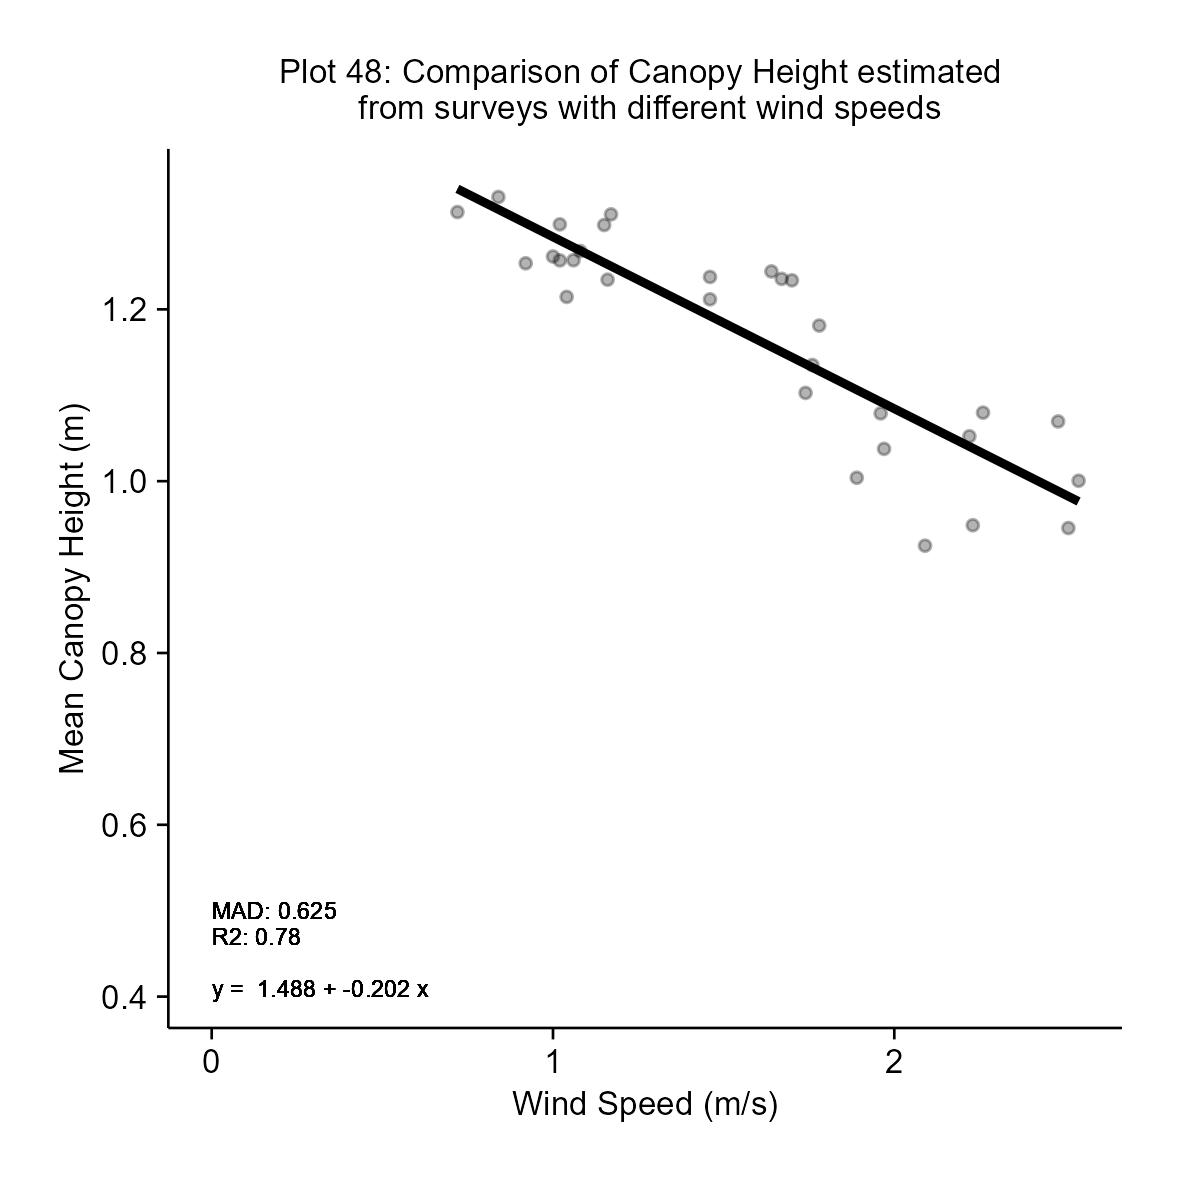 Plot 48: Comparison of Canopy Height estimated
from surveys with different wind speeds
Mean Canopy Height (m)
1.2
1.0
0.8
0.6
0.4
MAD: 0.625
R2: 0.78
y =  1.488 + -0.202 x
0
1
2
Wind Speed (m/s)